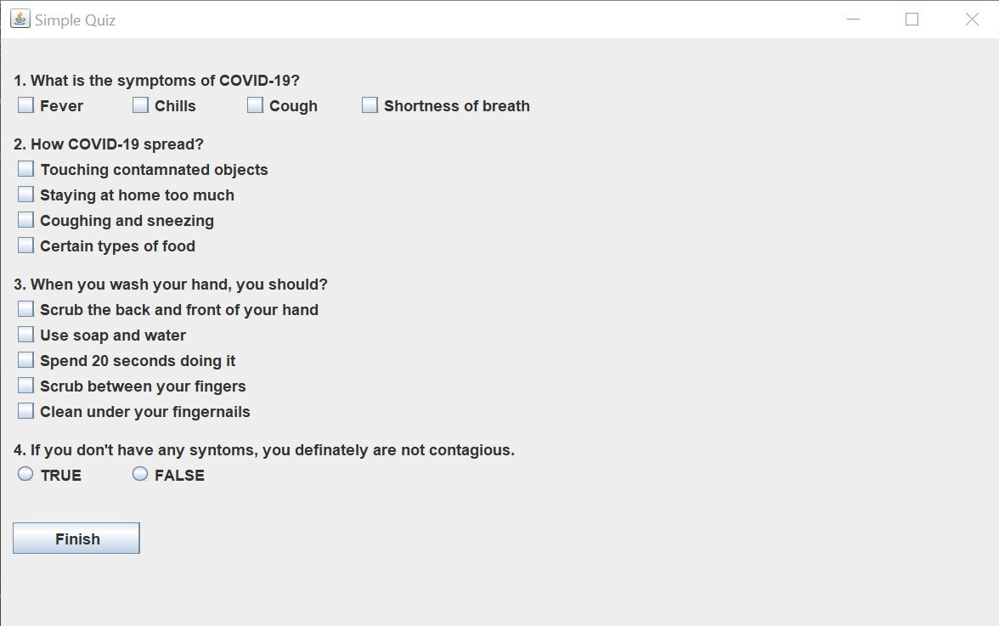 Simple Quiz
1. What is the symptoms of COVID-19?
Fever Chills Cough Shortness of breath
2. How COVID-19 spread?
Touching contamnated objects
Staying at home too much
Coughing and sneezing
Certain types of food
3. When you wash your hand, you should?
Scrub the back and front of your hand
Use soap and water
Spend 20 seconds doing it
Scrub between your fingers
Clean under your fingernails
4. If you don't have any syntoms, you definately are not contagious.
TRUE FALSE
Finish